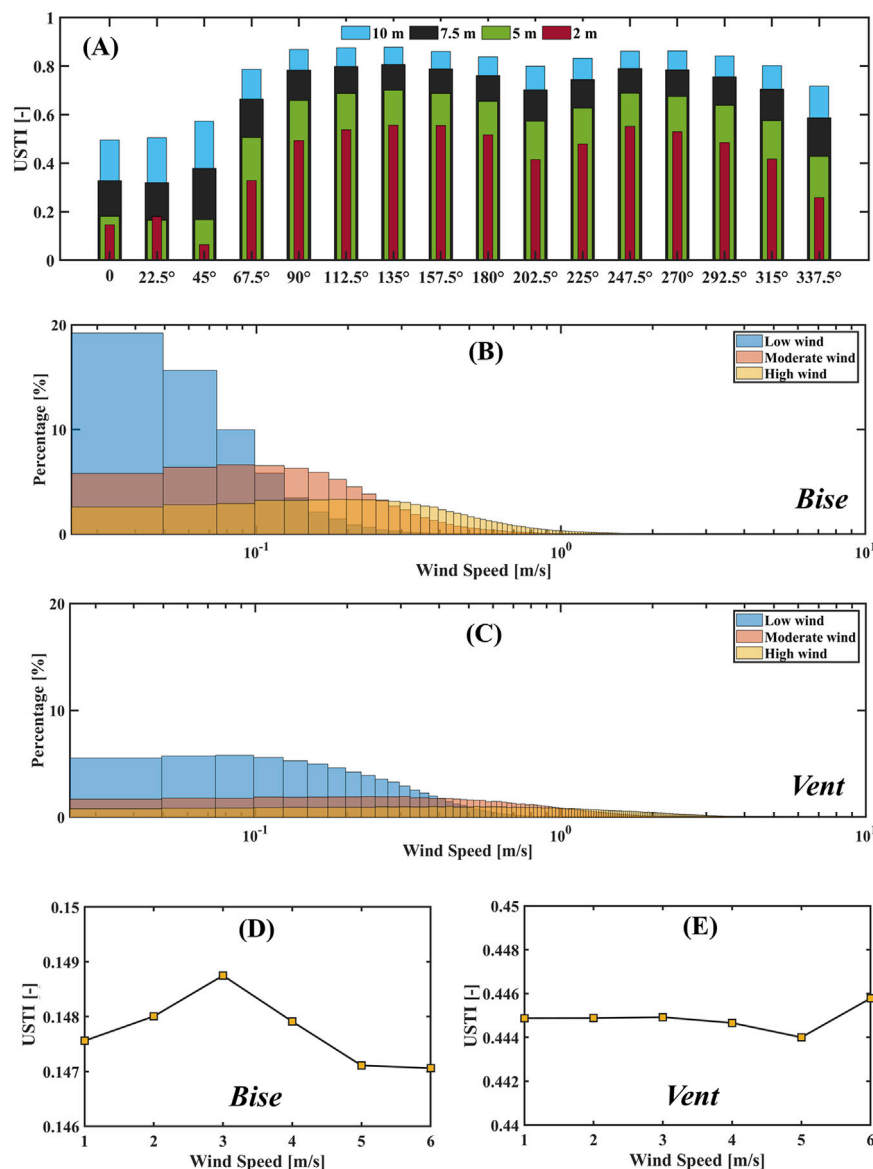 (A)
10 m 7.5 m 5 m 2 m
1
0.8
0.6
0.4
0.2
0
USTI [-]
0 22.5° 45° 67.5° 90° 112.5° 135° 157.5° 180° 202.5° 225° 247.5° 270° 292.5° 315° 337.5°
(B)
Low wind
Moderate wind
High wind
20
10
0
Percentage [%]
Bise
10-1 100 101
Wind Speed [m/s]
(C)
Low wind
Moderate wind
High wind
20
10
0
Percentage [%]
Vent
10-1 100 101
Wind Speed [m/s]
(D)
0.15
0.149
0.148
0.147
0.146
USTI [-]
Bise
1 2 3 4 5 6
Wind Speed [m/s]
(E)
0.45
0.448
0.446
0.444
0.442
0.44
USTI [-]
Vent
1 2 3 4 5 6
Wind Speed [m/s]